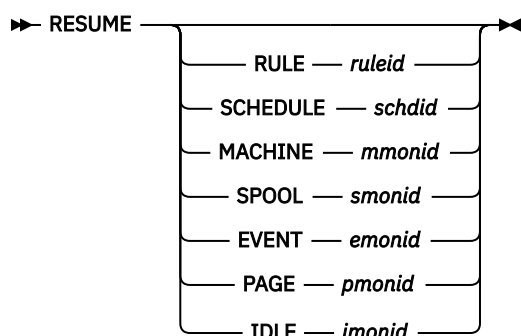 RESUME
RULE ruleid
SCHEDULE schdid
MACHINE mmonid
SPOOL smonid
EVENT emonid
PAGE pmonid
IDLE imonid